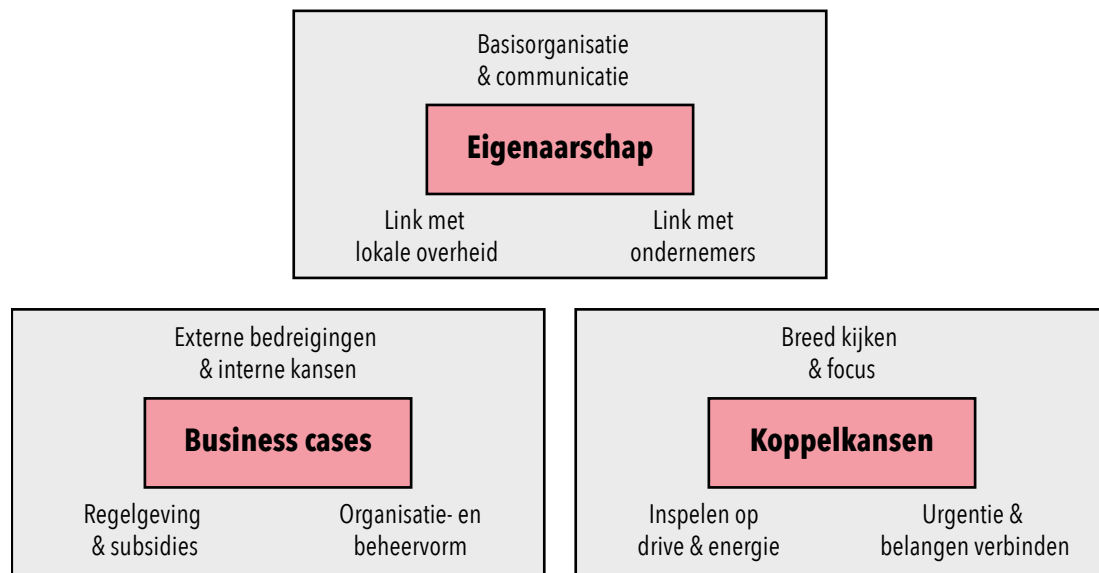 Basisorganisatie
& communicatie
Eigenaarschap
Link met
lokale overheid
Link met
ondernemers
Externe bedreigingen
& interne kansen
Business cases
Regelgeving
& subsidies
Organisatie- en
beheervorm
Breed kijken
& focus
Koppelkansen
Inspelen op
drive & energie
Urgentie &
belangen verbinden